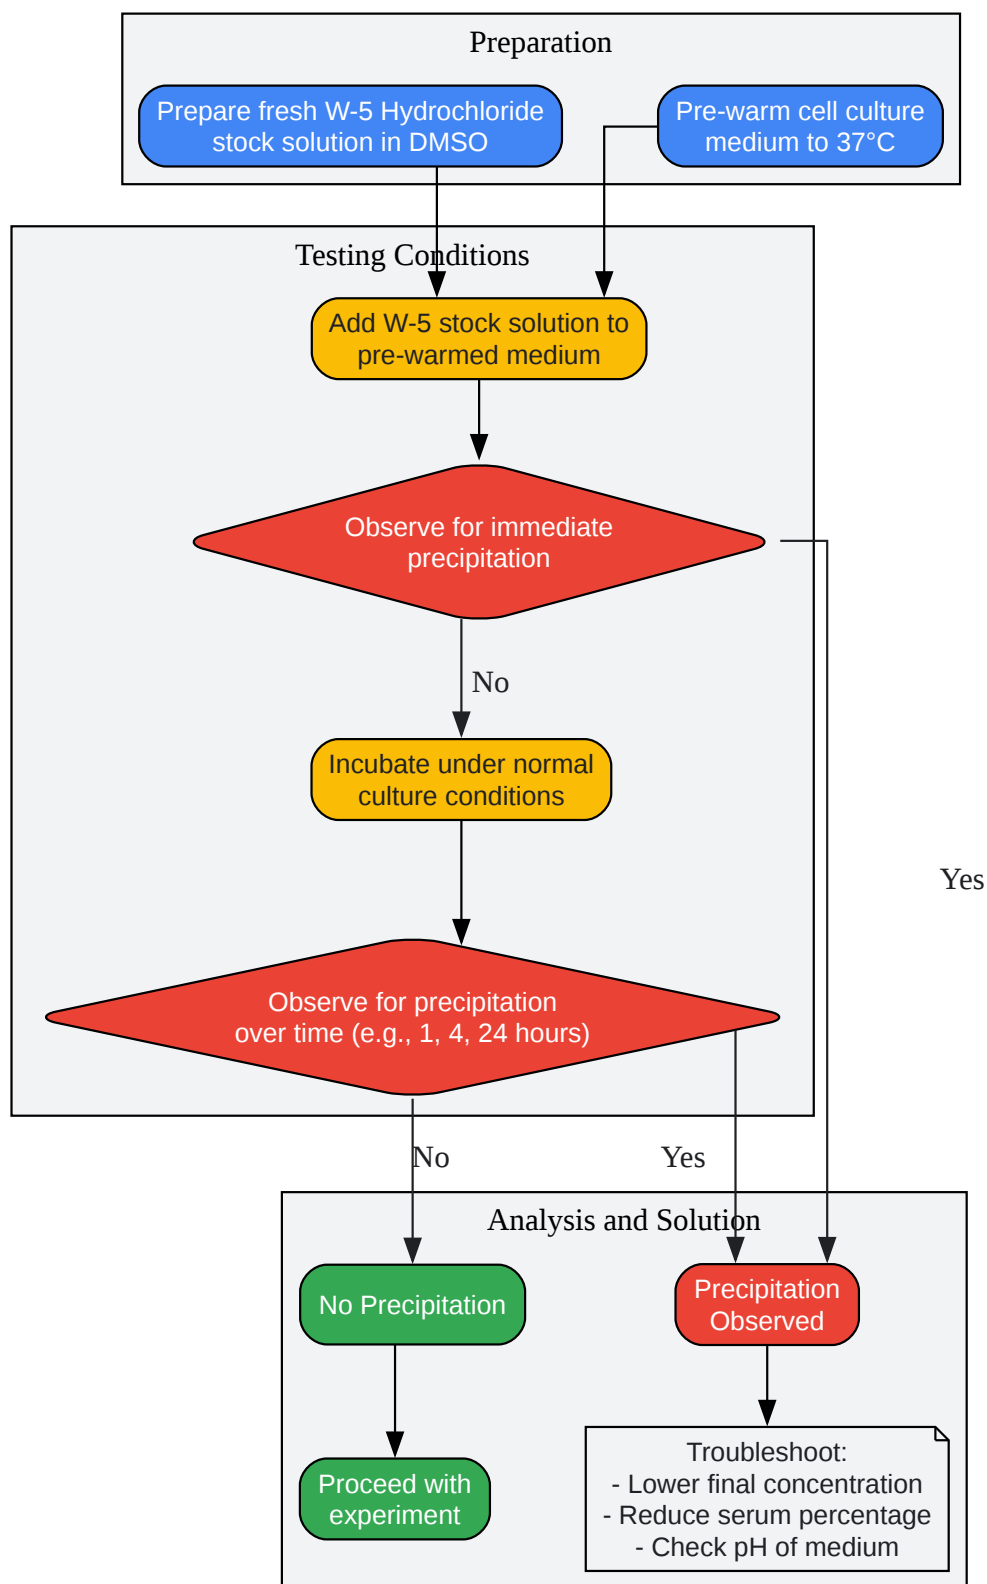 Preparation
Prepare fresh W-5 Hydrochloride
stock solution in DMSO
Pre-warm cell culture
medium to 37°C
Testing Conditions
Add W-5 stock solution to
pre-warmed medium
Observe for immediate
precipitation
No
Incubate under normal
culture conditions
Yes
Observe for precipitation
over time (e.g., 1, 4, 24 hours)
No
Yes
Analysis and Solution
No Precipitation
Precipitation
Observed
Proceed with
experiment
Troubleshoot:
- Lower final concentration
- Reduce serum percentage
- Check pH of medium